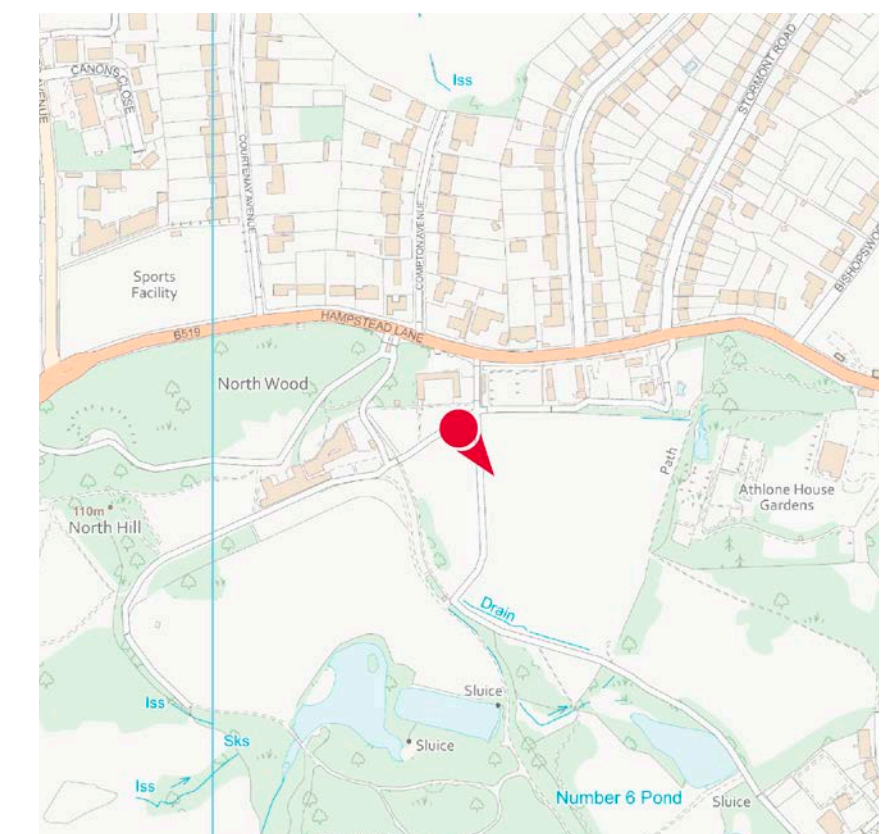 Iss
CANONS CLOSE
AVENUE
COURTENAY AVENUE
COMPTON AVENUE
STORMONT ROAD
BISHOPSWO
Sports
Facility
HAMPSTEAD LANE
B519
North Wood
Path
Athlone House
Gardens
110m
North Hill
Drain
Sluice
Iss
Sks
Sluice
Iss
Number 6 Pond
Sluice